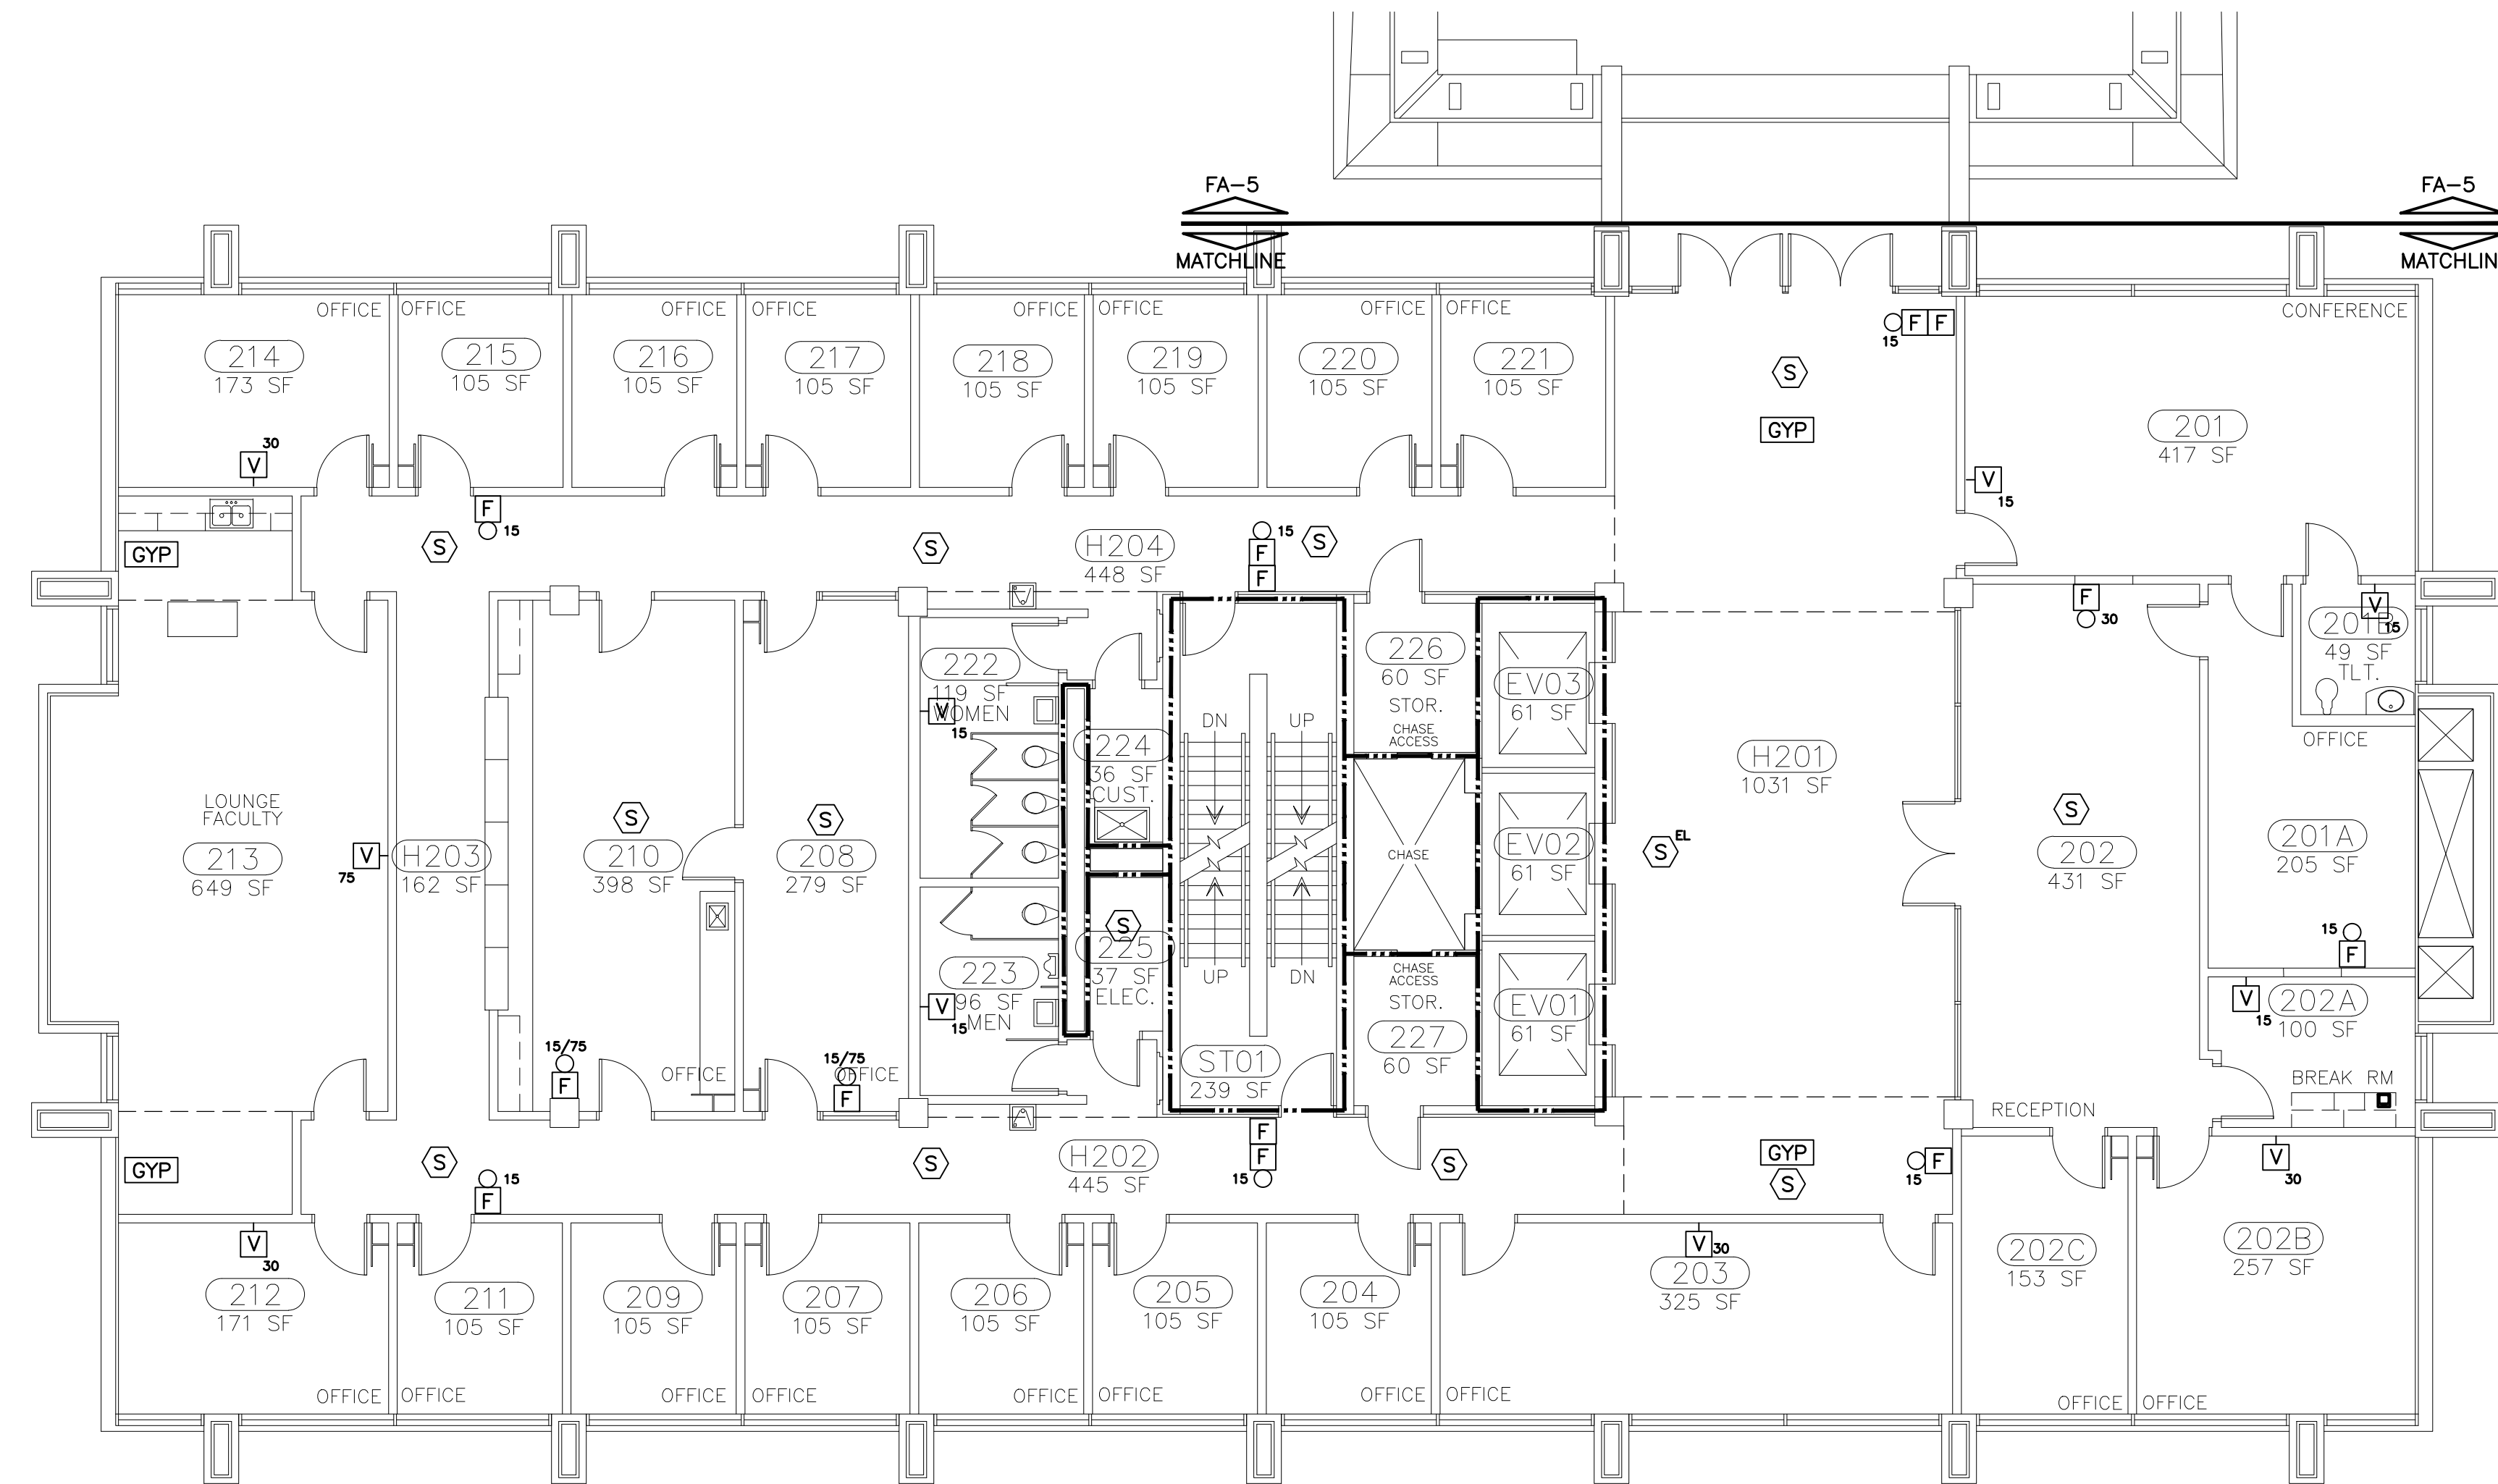 FA-5
FA-5
MATCHLINE
MATCHLIN
OFFICE
OFFICE
OFFICE
OFFICE
OFFICE
OFFICE
OFFICE
OFFICE
CONFERENCE
214
173 SF
215
105 SF
216
105 SF
217
105 SF
218
105 SF
219
105 SF
220
105 SF
221
105 SF
F F
15
S
GYP
201
417 SF
V
30
V
15
F
15
S
S
H204
448 SF
15
F
F
S
GYP
F
30
V
15
201B
49 SF
TLT.
OFFICE
222
119 SF
WOMEN
V
15
224
36 SF
CUST.
DN
UP
226
60 SF
STOR.
CHASE
ACCESS
EV03
61 SF
H201
1031 SF
LOUNGE
FACULTY
213
649 SF
V
75
H203
162 SF
S
210
398 SF
S
208
279 SF
CHASE
EV02
61 SF
S
EL
S
202
431 SF
201A
205 SF
15
F
S
225
37 SF
ELEC.
223
96 SF
MEN
V
15
UP
DN
CHASE
ACCESS
STOR.
227
60 SF
EV01
61 SF
V
15
202A
100 SF
BREAK RM
RECEPTION
15/75
F
OFFICE
15/75
F
OFFICE
ST01
239 SF
GYP
S
F
15
S
H202
445 SF
F
F
15
S
GYP
S
F
15
V
30
V
30
V
30
212
171 SF
211
105 SF
209
105 SF
207
105 SF
206
105 SF
205
105 SF
204
105 SF
203
325 SF
202C
153 SF
202B
257 SF
OFFICE
OFFICE
OFFICE
OFFICE
OFFICE
OFFICE
OFFICE
OFFICE
OFFICE
OFFICE